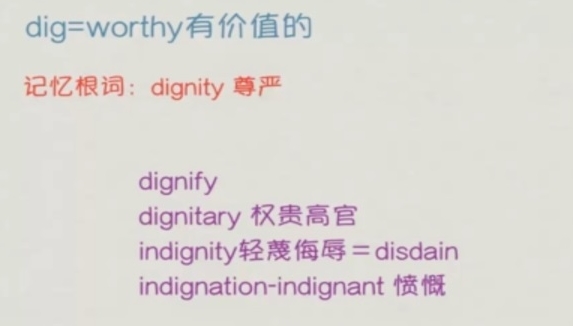 dig=worthy有价值的
记忆根词：dignity 尊严
dignify
dignitary 权贵高官
indignity轻蔑侮辱＝disdain
indignation-indignant 愤慨